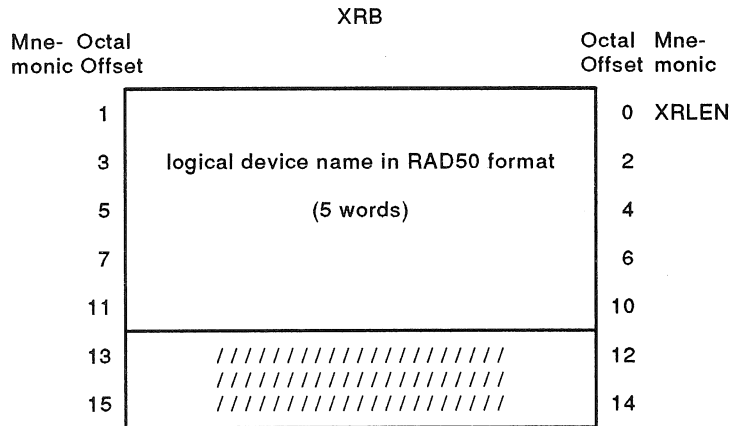 XRB
Mne- Octal Octal Mne-
monic Offset Offset monic
1 0 XRLEN
3 logical device name in RAD50 format 2
5 (5 words) 4
7 6
11 10
13 / / / / / / / / / / / / / / / / / / / / / 12
/ / / / / / / / / / / / / / / / / / / / /
15 / / / / / / / / / / / / / / / / / / / / / 14